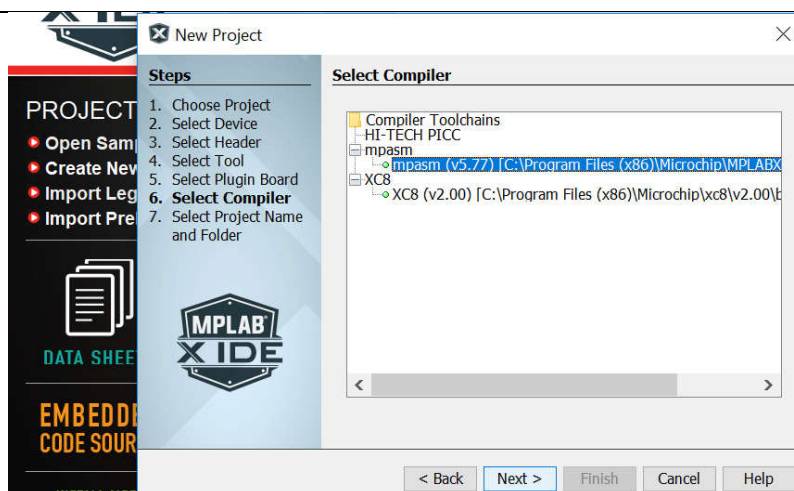 X IDE
New Project
Steps
1. Choose Project
2. Select Device
3. Select Header
4. Select Tool
5. Select Plugin Board
6. Select Compiler
7. Select Project Name
and Folder
MPLAB
X IDE
Select Compiler
Compiler Toolchains
HI-TECH PICC
mpasm
mpasm (v5.77) [C:\Program Files (x86)\Microchip\MPLABX
XC8
XC8 (v2.00) [C:\Program Files (x86)\Microchip\xc8\v2.00\b
< Back
Next >
Finish
Cancel
Help
PROJECT
Open Sam
Create New
Import Leg
Import Pre
DATA SHEE
EMBEDDE
CODE SOUR